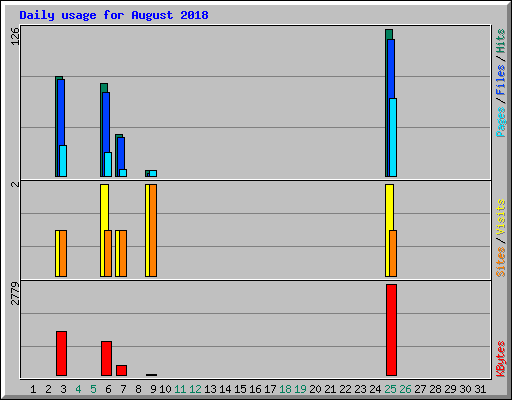 Daily usage for August 2018
126
Pages/Files/Hits
2
Sites/Visits
2779
KBytes
1 2 3 4 5 6 7 8 9 10 11 12 13 14 15 16 17 18 19 20 21 22 23 24 25 26 27 28 29 30 31